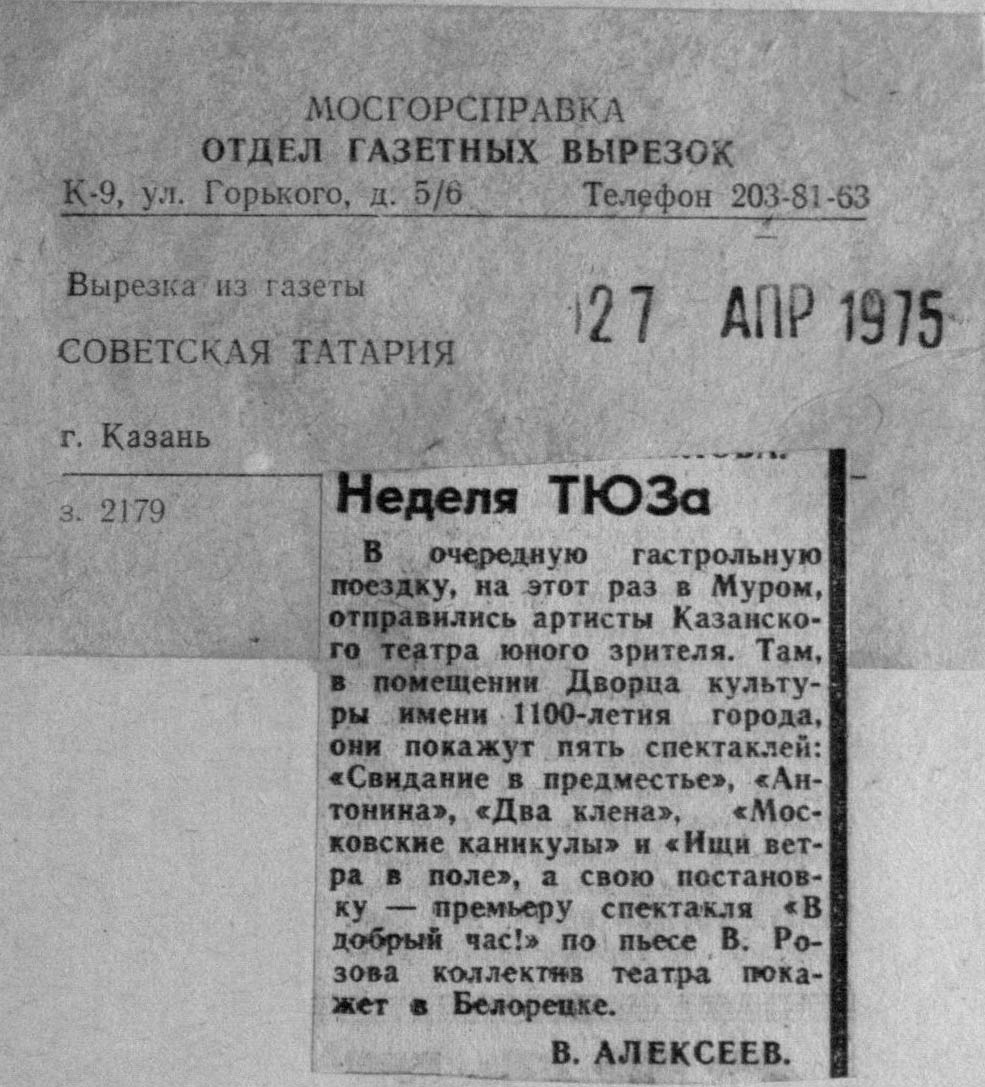 МОСГОРСПРАВКА
ОТДЕЛ ГАЗЕТНЫХ ВЫРЕЗОК
К-9, ул. Горького, д. 5/6 Телефон 203-81-63
Вырезка из газеты
27 АПР 1975
СОВЕТСКАЯ ТАТАРИЯ
г. Казань
з. 2179
Неделя ТЮЗа
В очередную гастрольную
поездку, на этот раз в Муром,
отправились артисты Казанско-
го театра юного зрителя. Там,
в помещении Дворца культу-
ры имени 1100-летия города,
они покажут пять спектаклей:
«Свидание в предместье», «Ан-
тонина», «Два клена», «Мос-
ковские каникулы» и «Ищи вет-
ра в поле», а свою постанов-
ку — премьеру спектакля «В
добрый час!» по пьесе В. Ро-
зова коллектив театра пока-
жет в Белорецке.
В. АЛЕКСЕЕВ.